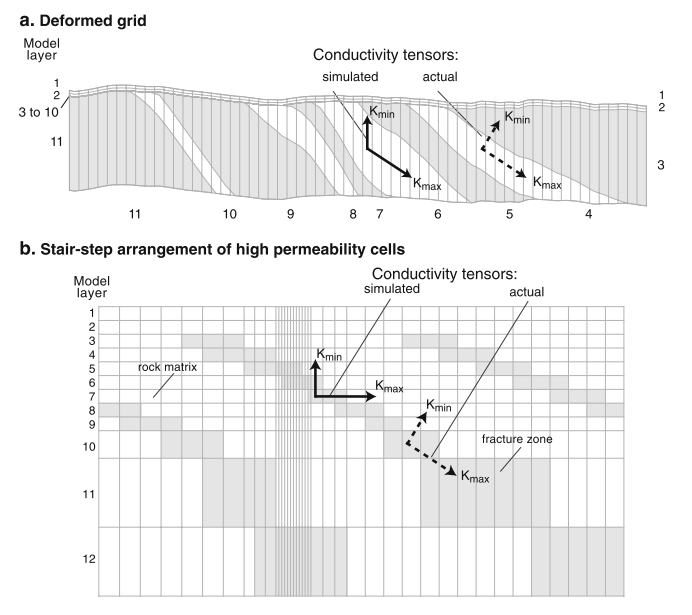 a. Deformed grid
Model
layer
Conductivity tensors:
simulated
actual
1
2
3 to 10
11
Kmin
Kmax
Kmin
Kmax
1
2
3
11
10
9
8
7
6
5
4
b. Stair-step arrangement of high permeability cells
Model
layer
Conductivity tensors:
simulated
actual
1
2
3
4
5
6
7
8
9
10
11
12
rock matrix
Kmin
Kmax
Kmin
fracture zone
Kmax